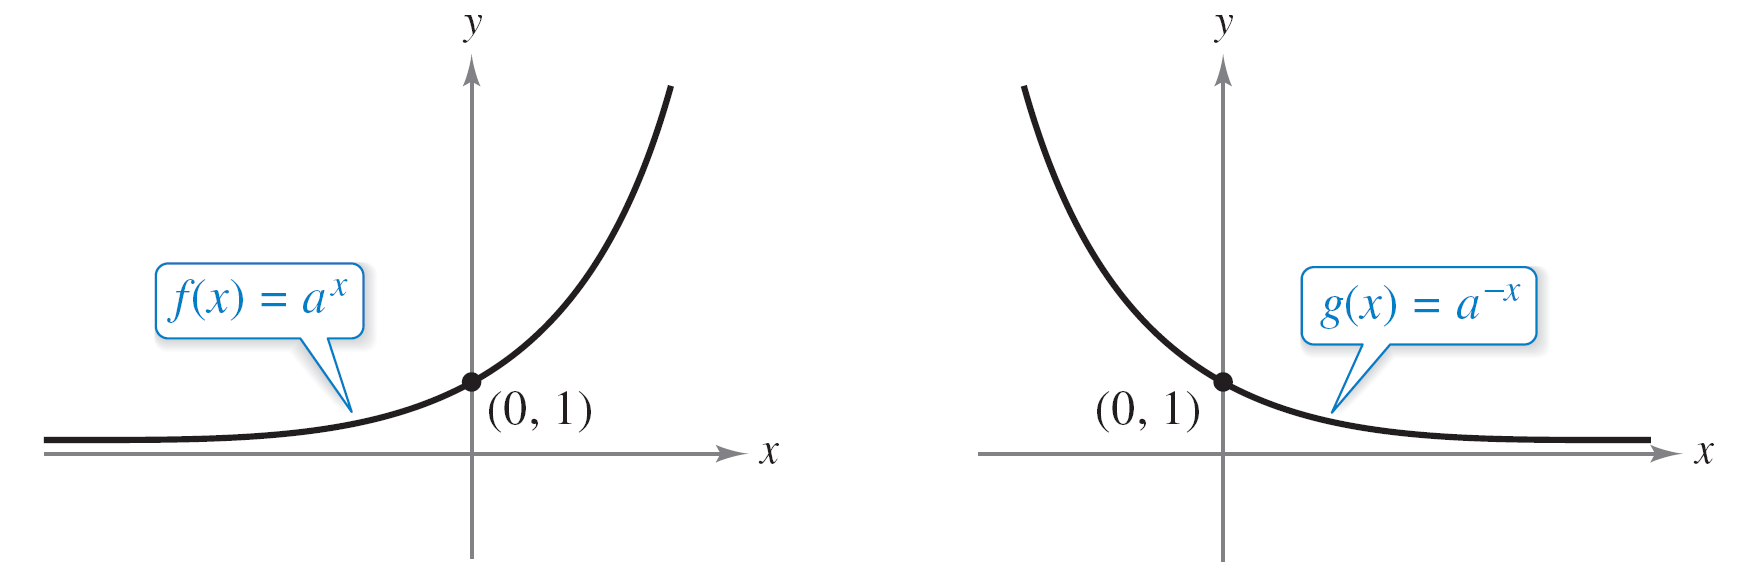 y
f(x) = a^x
(0, 1)
x
y
g(x) = a^{-x}
(0, 1)
x